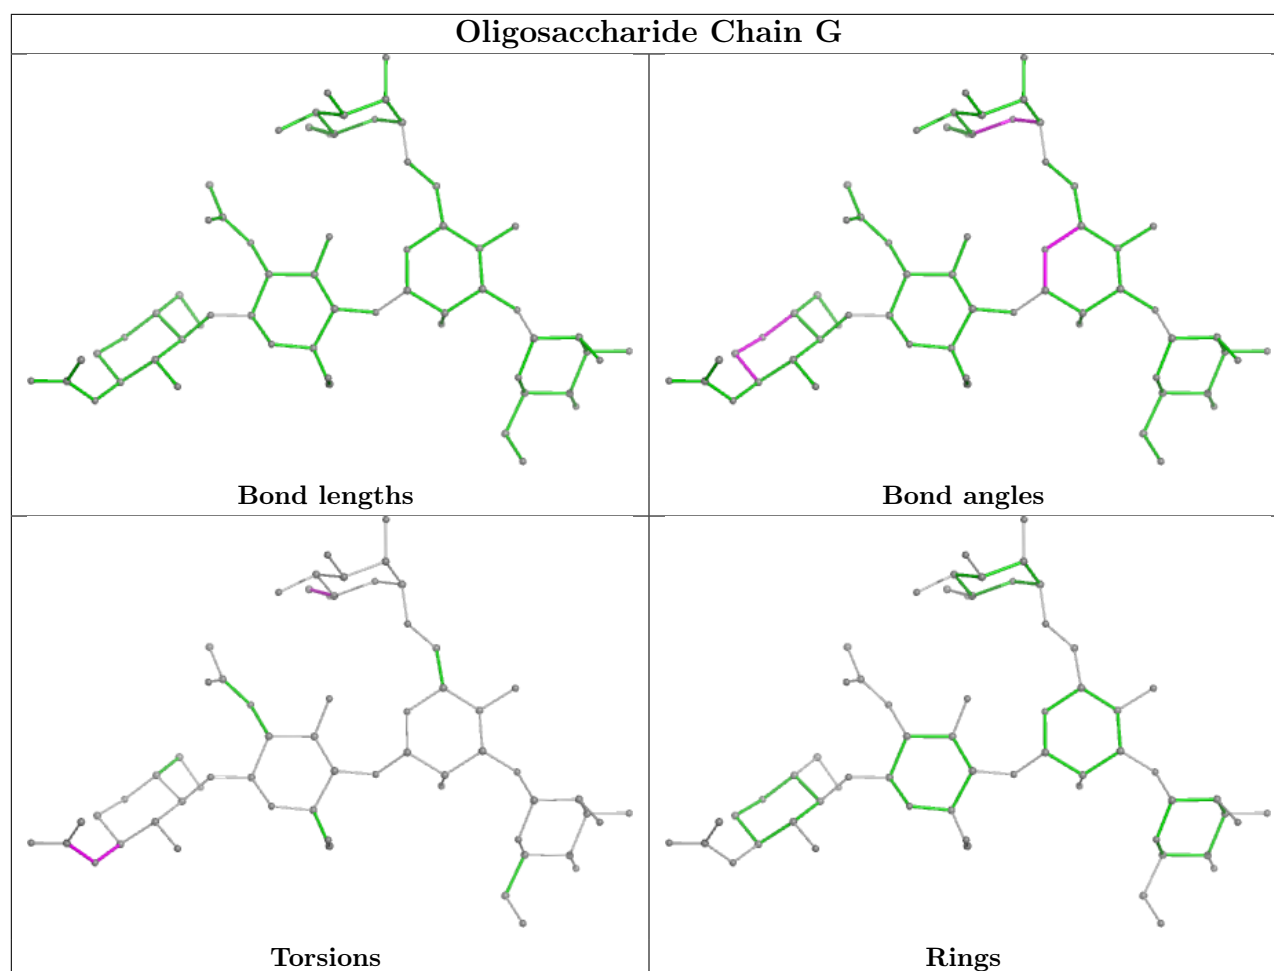 Oligosaccharide Chain G
Bond lengths
Bond angles
Torsions
Rings